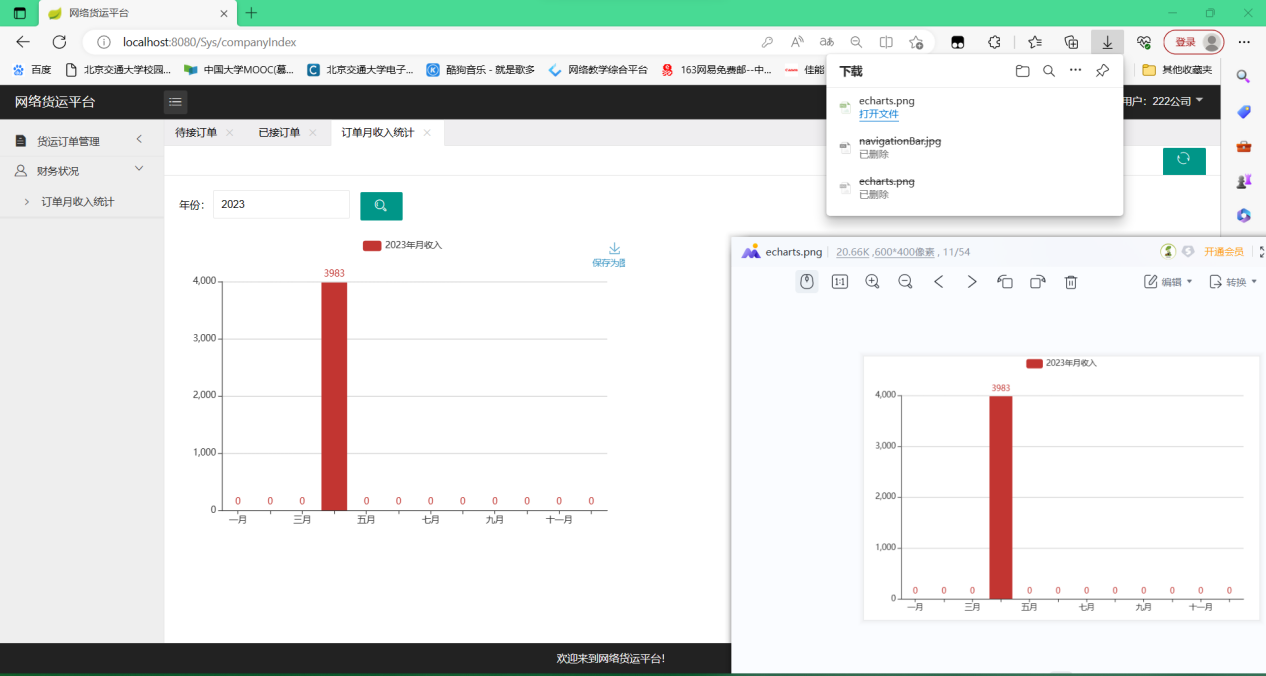 网络货运平台
localhost:8080/Sys/companyIndex
登录
百度
北京交通大学校园...
中国大学MOOC(慕...
北京交通大学电子...
酷狗音乐 - 就是歌多
网络教学综合平台
163网易免费邮--中...
佳能
其他收藏夹
下载
echarts.png
打开文件
navigationBar.jpg
已删除
echarts.png
已删除
网络货运平台
用户：222公司
货运订单管理
财务状况
订单月收入统计
待接订单
已接订单
订单月收入统计
年份：
2023
2023年月收入
保存为图
4,000
3,000
2,000
1,000
0
3983
0 0 0 0 0 0 0 0 0 0 0
一月 三月 五月 七月 九月 十一月
echarts.png
20.66K ,600*400像素 , 11/54
开通会员
1:1
编辑
转换
2023年月收入
4,000
3,000
2,000
1,000
0
3983
0 0 0 0 0 0 0 0 0 0 0
一月 三月 五月 七月 九月 十一月
欢迎来到网络货运平台!